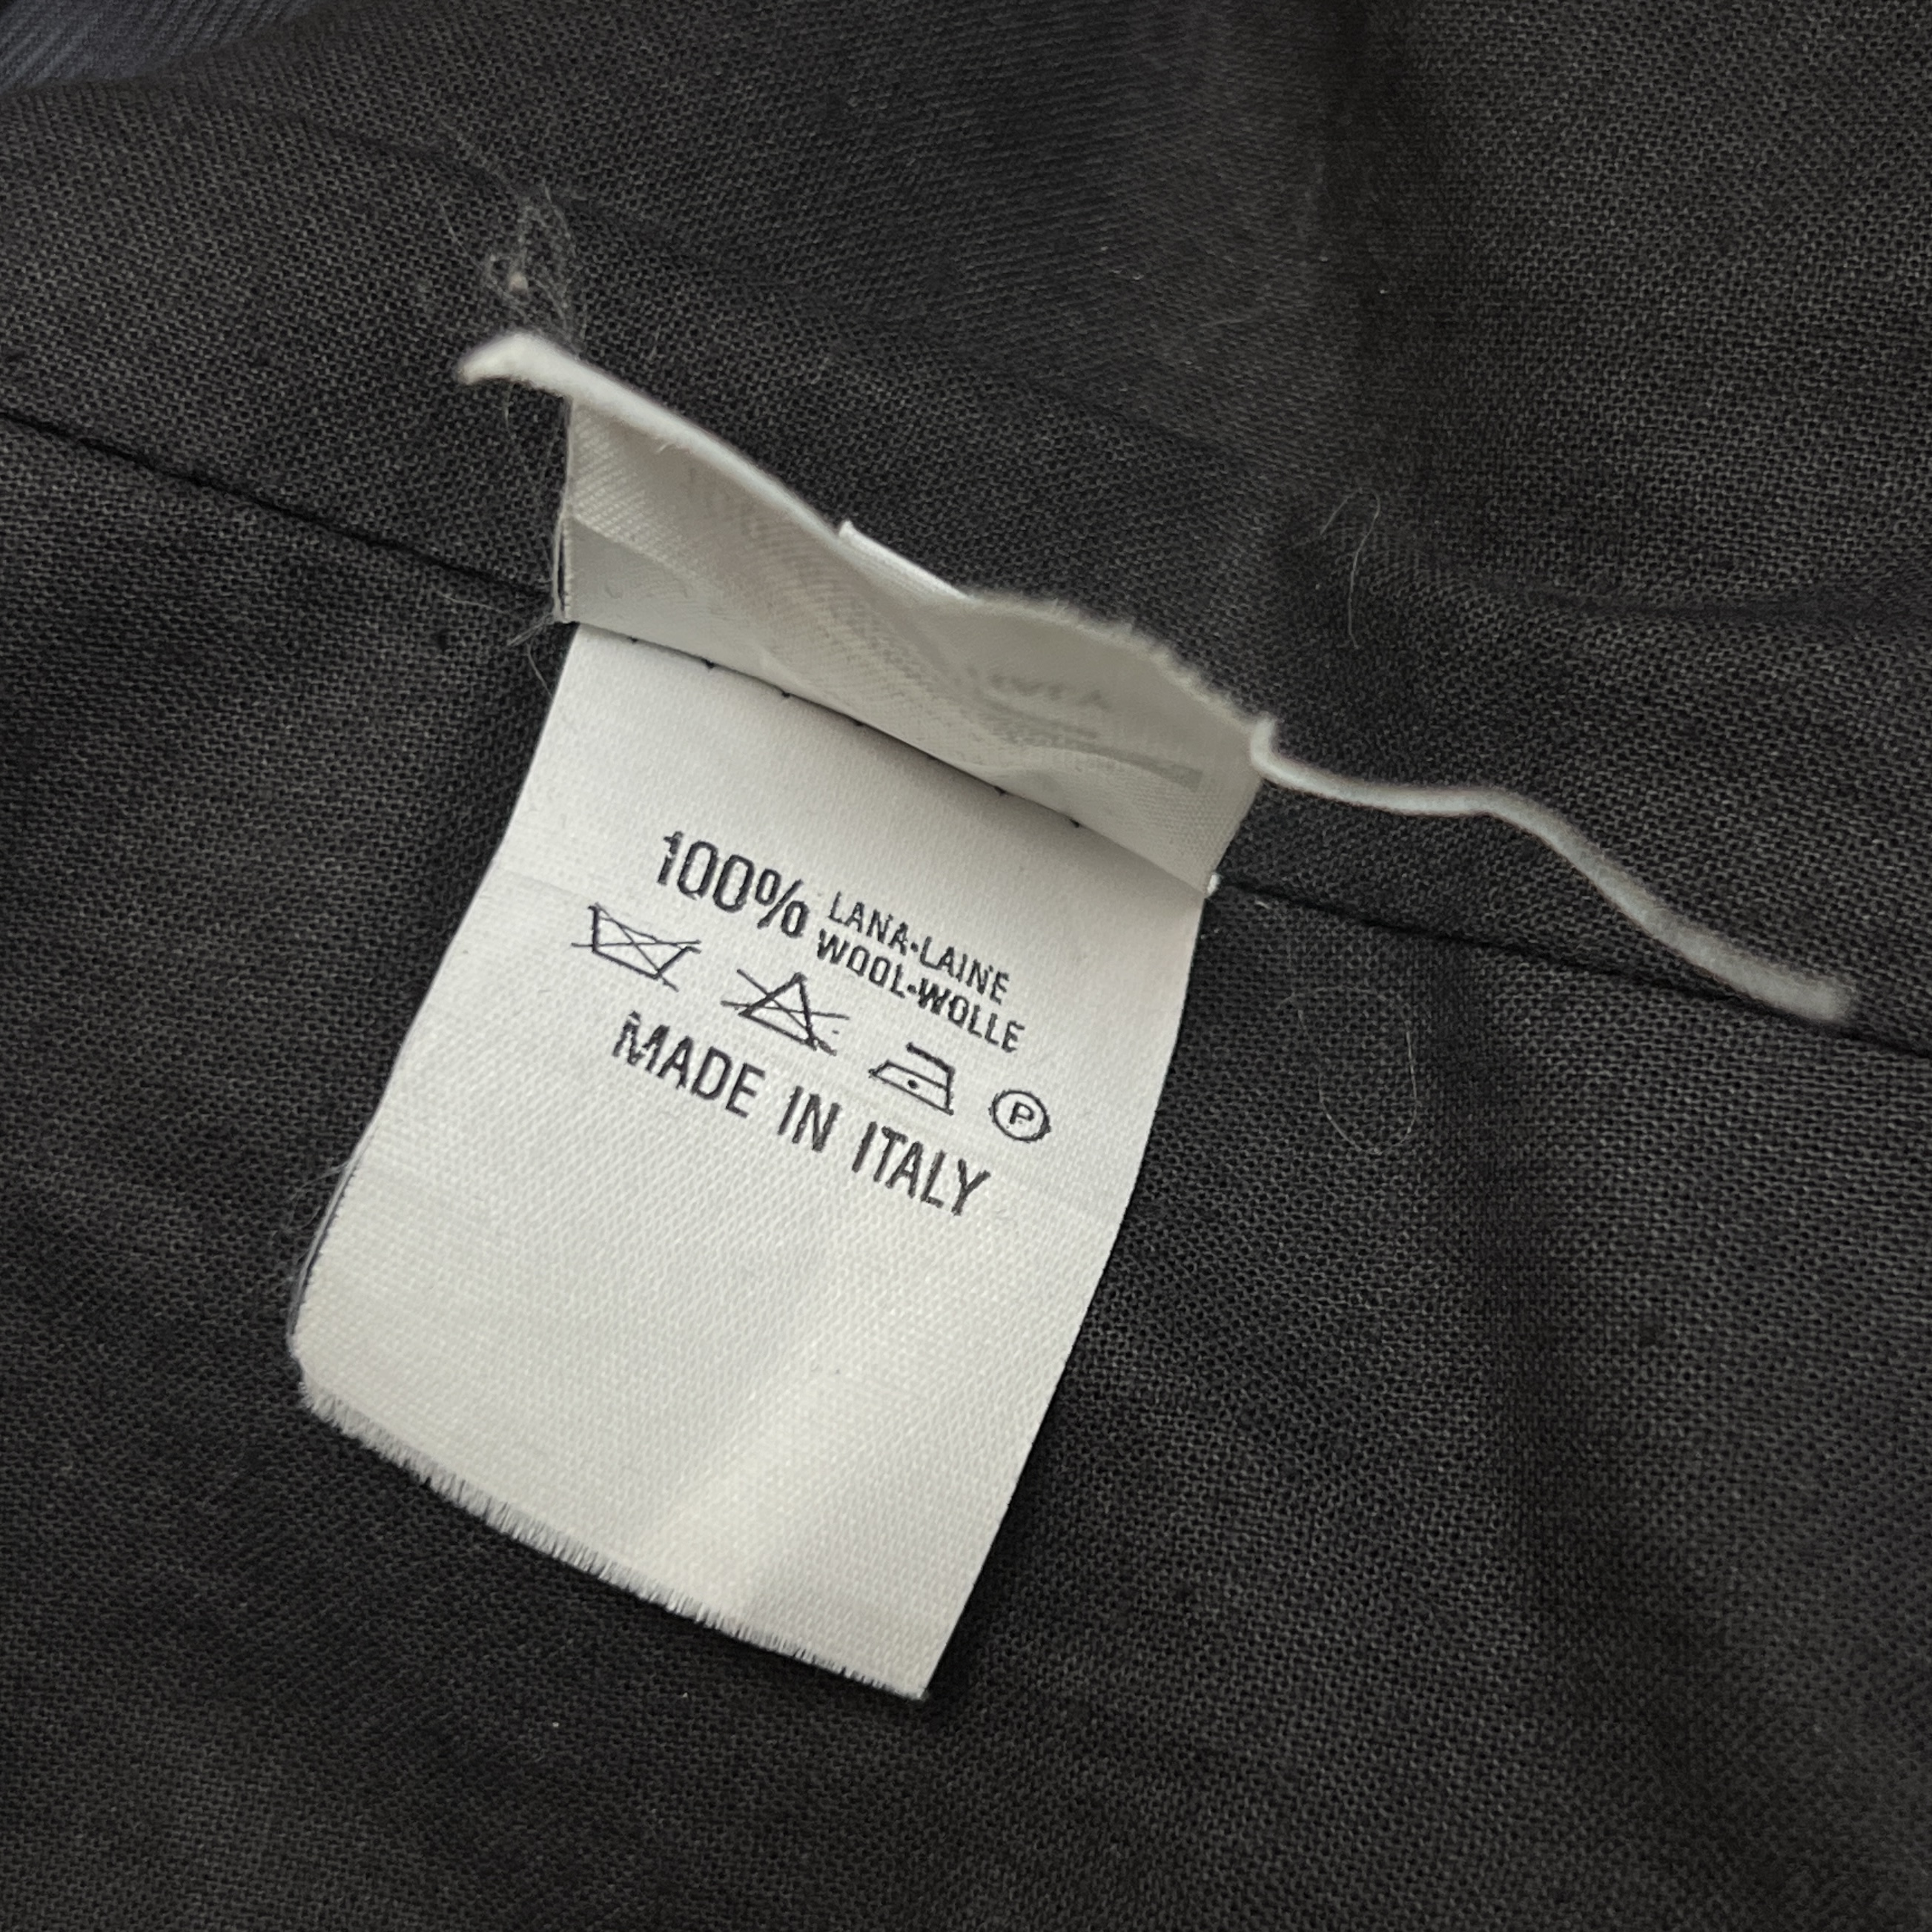 100% LANA-LAINE
WOOL-WOLLE
P
MADE IN ITALY